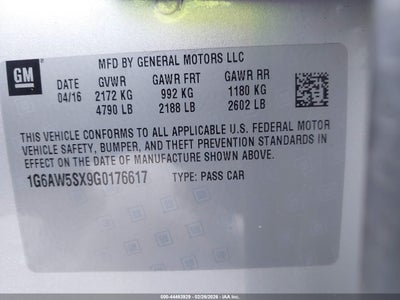 GM
MFD BY GENERAL MOTORS LLC
DATE GVWR GAWR FRT GAWR RR
04/16 2172 KG 992 KG 1180 KG
4790 LB 2188 LB 2602 LB
THIS VEHICLE CONFORMS TO ALL APPLICABLE U.S. FEDERAL MOTOR
VEHICLE SAFETY, BUMPER, AND THEFT PREVENTION STANDARDS IN
EFFECT ON THE DATE OF MANUFACTURE SHOWN ABOVE.
1G6AW5SX9G0176617 TYPE: PASS CAR